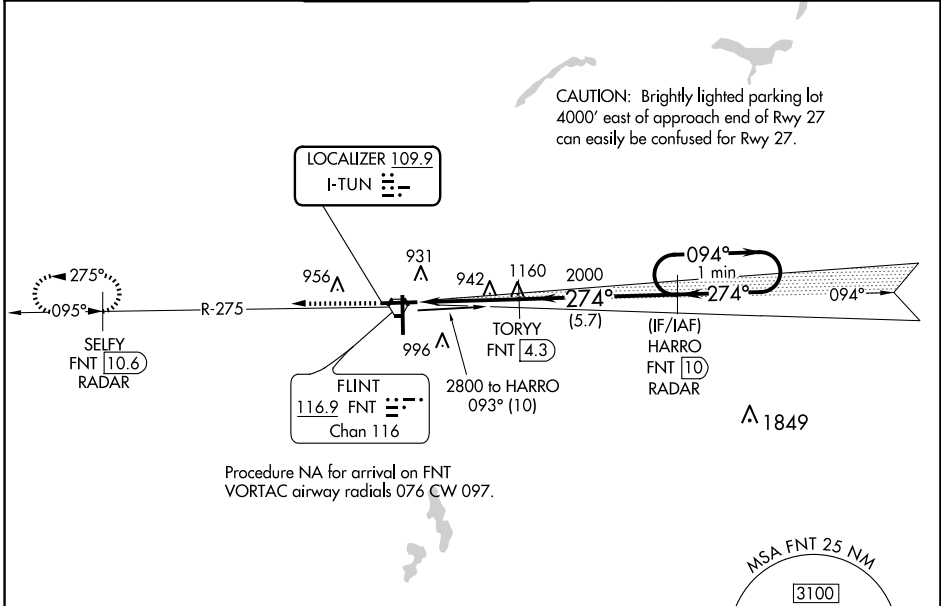 CAUTION: Brightly lighted parking lot
4000' east of approach end of Rwy 27
can easily be confused for Rwy 27.
LOCALIZER 109.9
I-TUN
956
931
942
1160
2000
094°
1 min
274°
274°
094°
(5.7)
275°
095°
R-275
SELFY
FNT 10.6
RADAR
996
TORYY
FNT 4.3
(IF/IAF)
HARRO
FNT 10
RADAR
2800 to HARRO
093° (10)
FLINT
116.9 FNT
Chan 116
1849
Procedure NA for arrival on FNT
VORTAC airway radials 076 CW 097.
MSA FNT 25 NM
3100